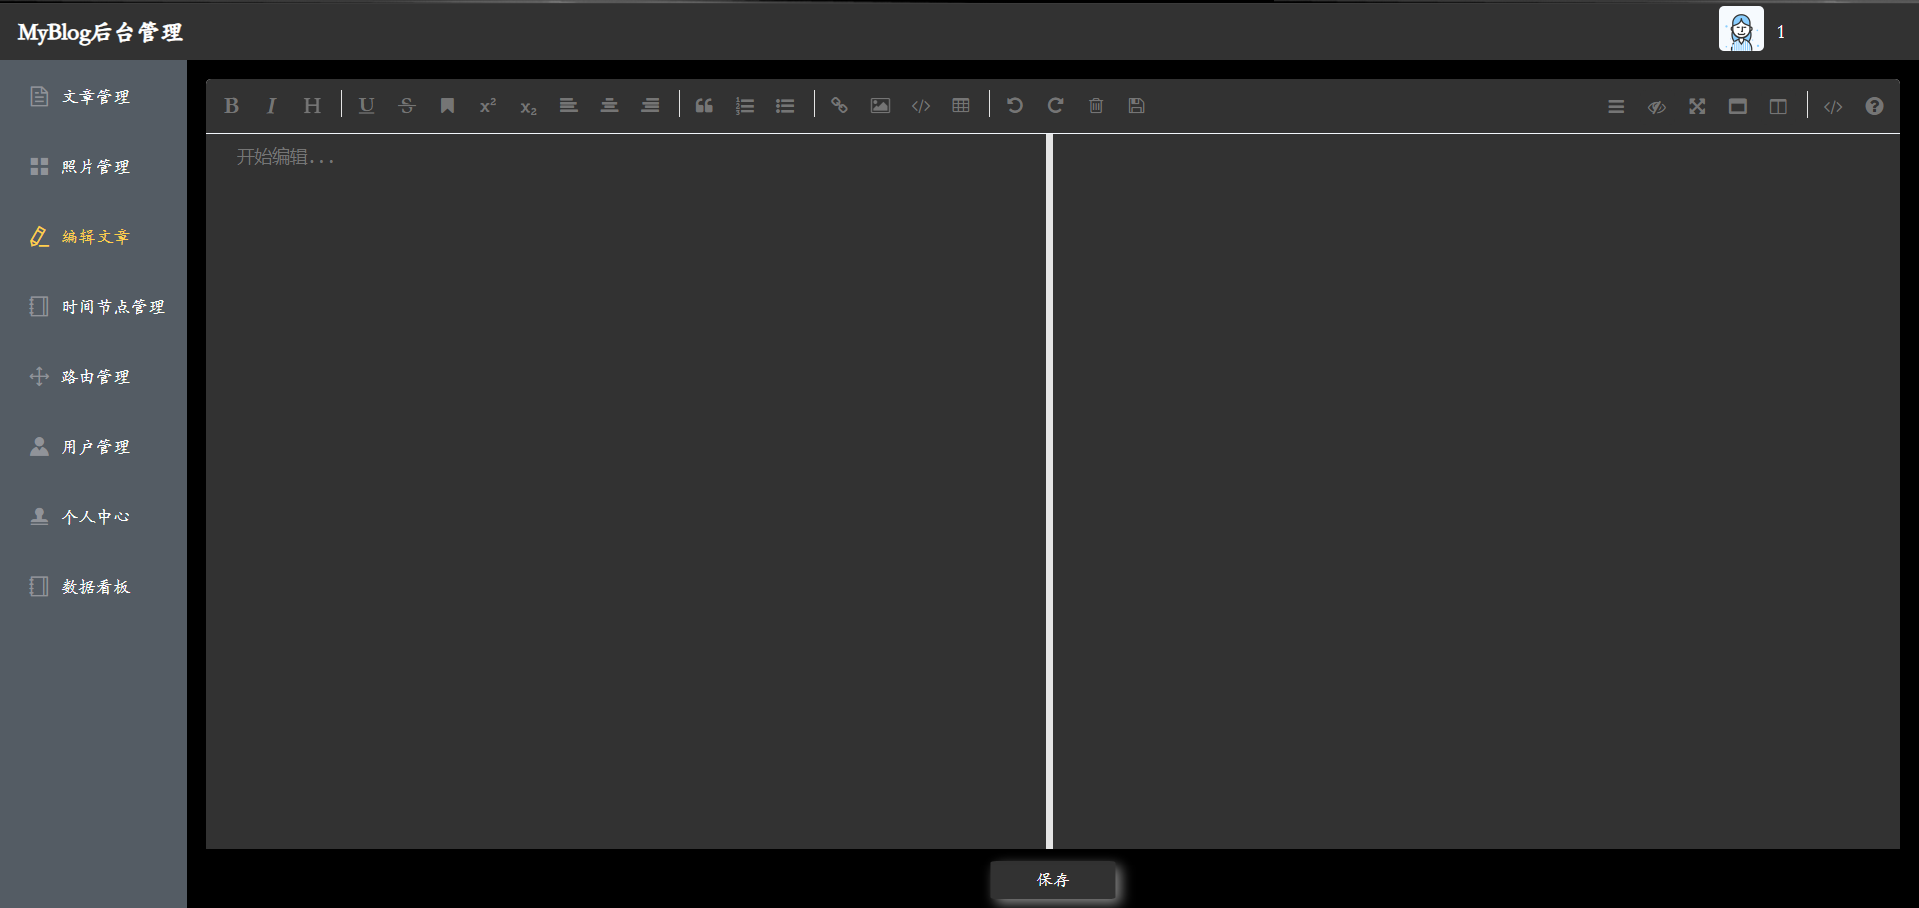 MyBlog后台管理
1
文章管理
照片管理
编辑文章
时间节点管理
路由管理
用户管理
个人中心
数据看板
开始编辑...
保存